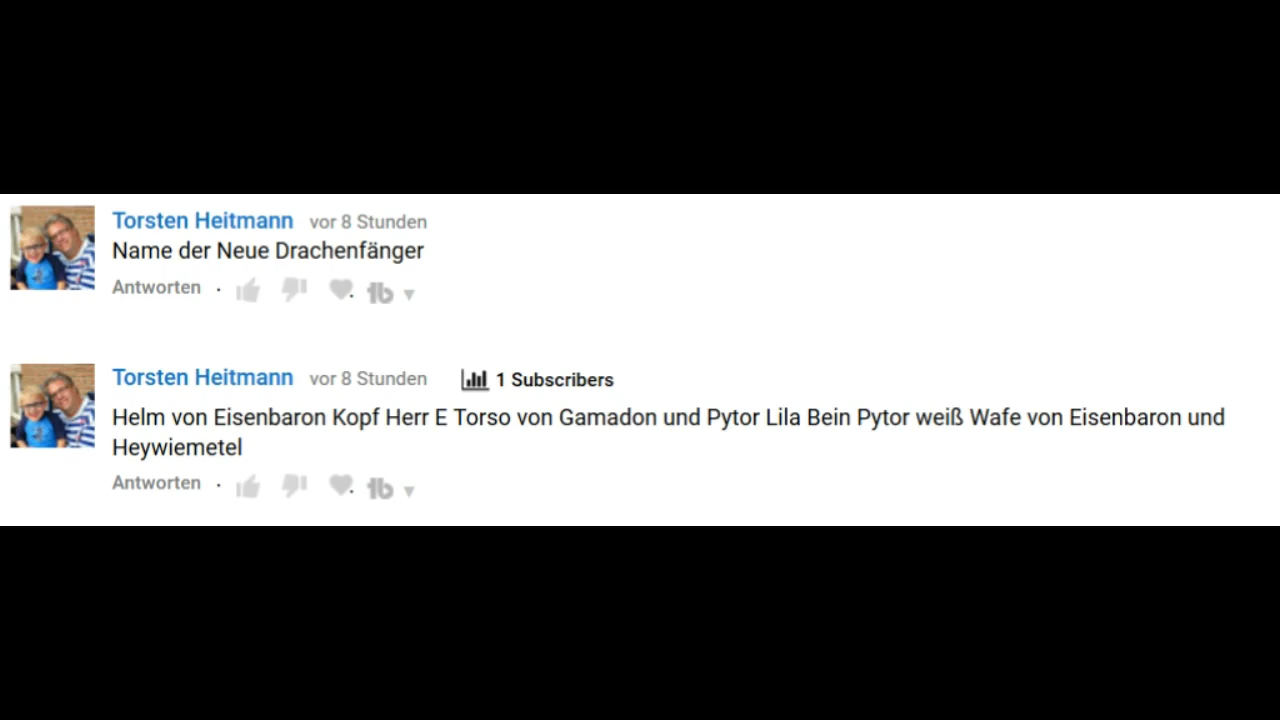 Torsten Heitmann vor 8 Stunden
Name der Neue Drachenfänger
Antworten ·
Torsten Heitmann vor 8 Stunden 1 Subscribers
Helm von Eisenbaron Kopf Herr E Torso von Gamadon und Pytor Lila Bein Pytor weiß Wafe von Eisenbaron und
Heywiemetel
Antworten ·